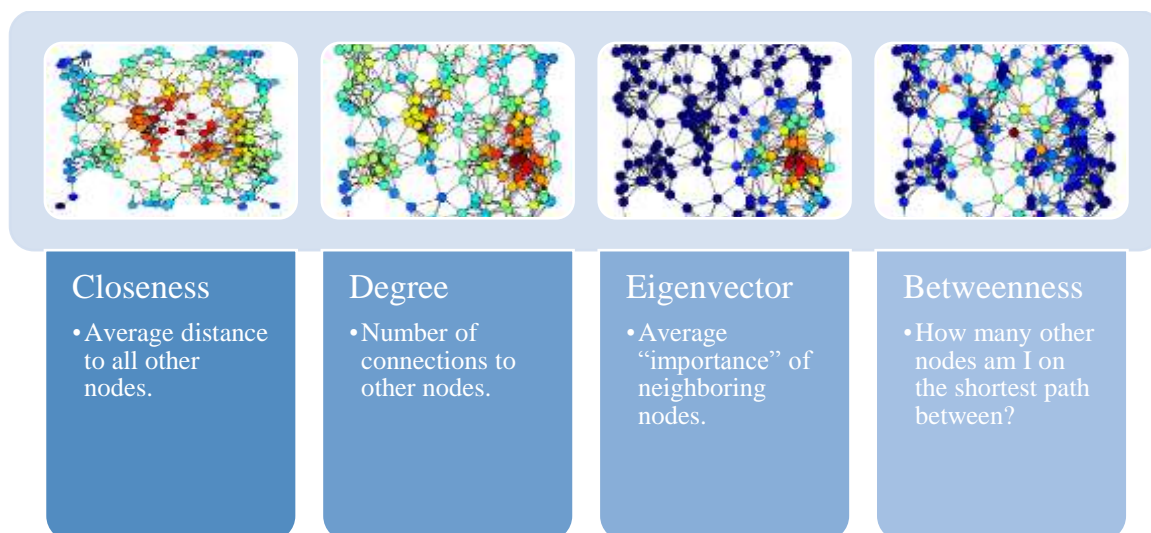 Closeness
•Average distance
to all other
nodes.
Degree
•Number of
connections to
other nodes.
Eigenvector
•Average
“importance” of
neighboring
nodes.
Betweenness
•How many other
nodes am I on
the shortest path
between?